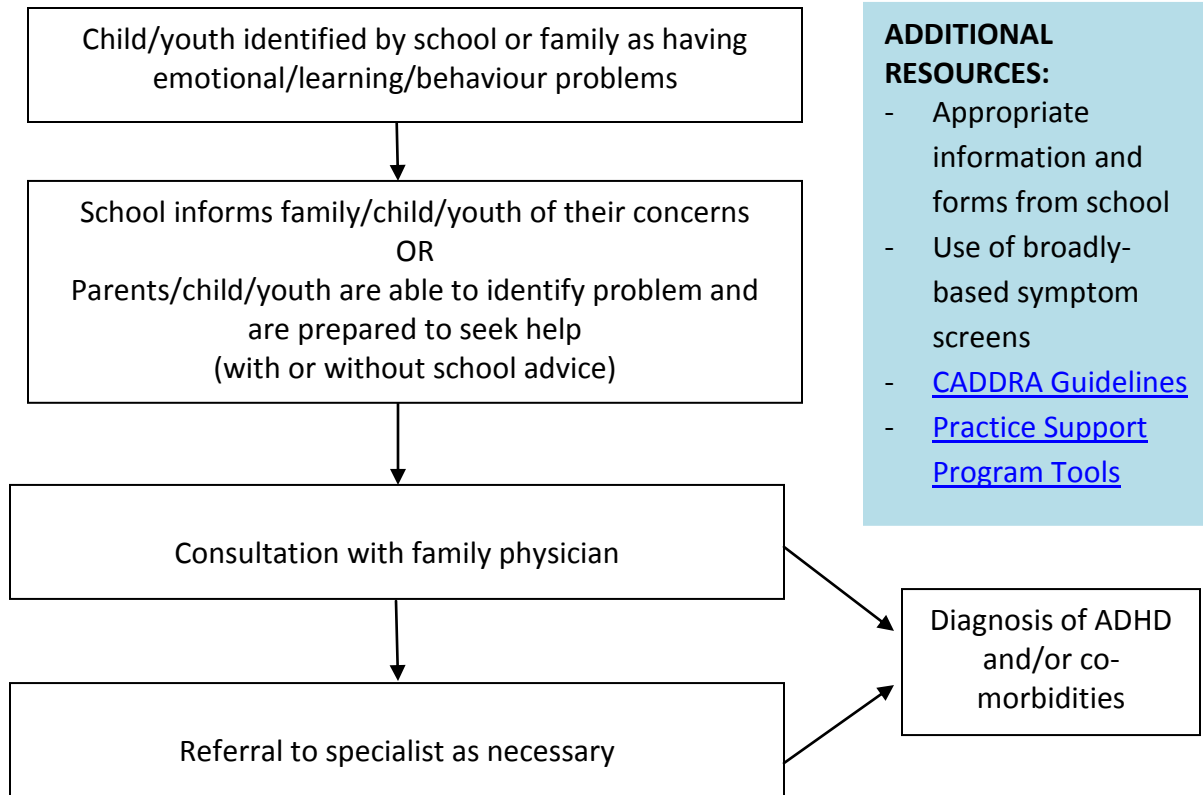 Child/youth identified by school or family as having
emotional/learning/behaviour problems
School informs family/child/youth of their concerns
OR
Parents/child/youth are able to identify problem and
are prepared to seek help
(with or without school advice)
Consultation with family physician
Referral to specialist as necessary
Diagnosis of ADHD
and/or co-
morbidities
ADDITIONAL
RESOURCES:
- Appropriate
information and
forms from school
- Use of broadly-
based symptom
screens
- CADDRA Guidelines
- Practice Support
Program Tools